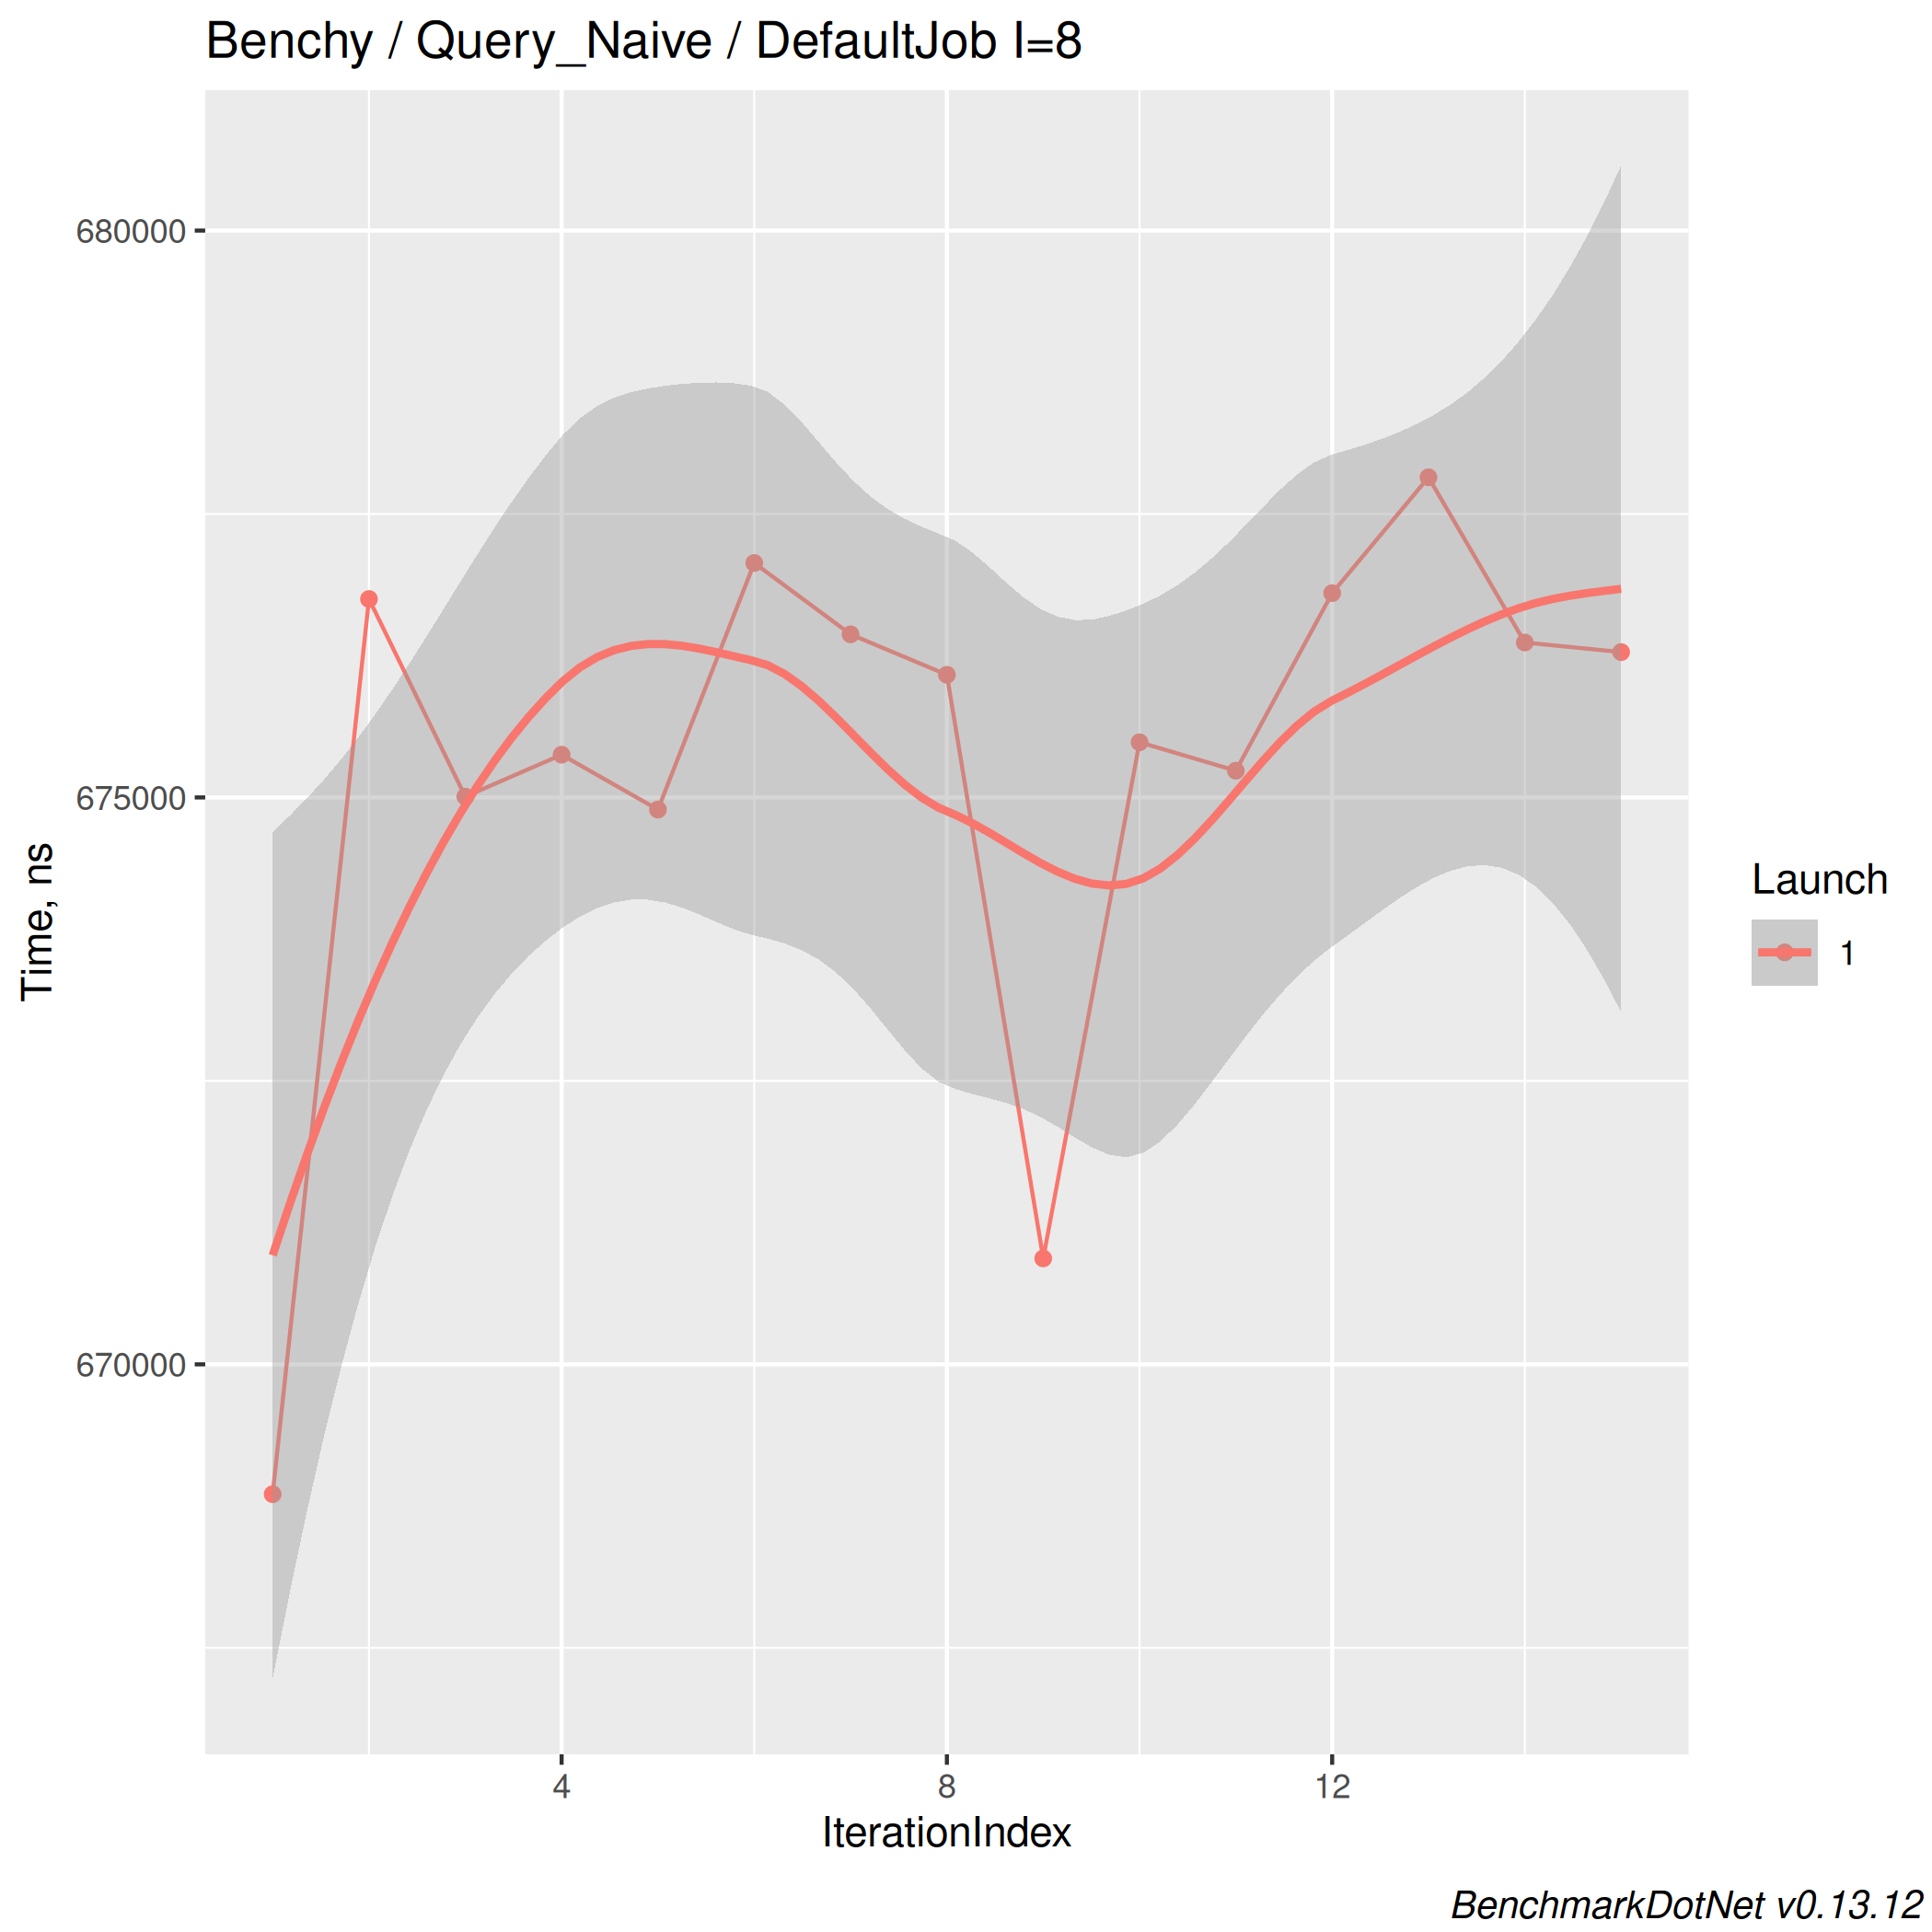 Benchy / Query_Naive / DefaultJob I=8
680000
675000
670000
Time, ns
4
8
12
IterationIndex
Launch
1
BenchmarkDotNet v0.13.12